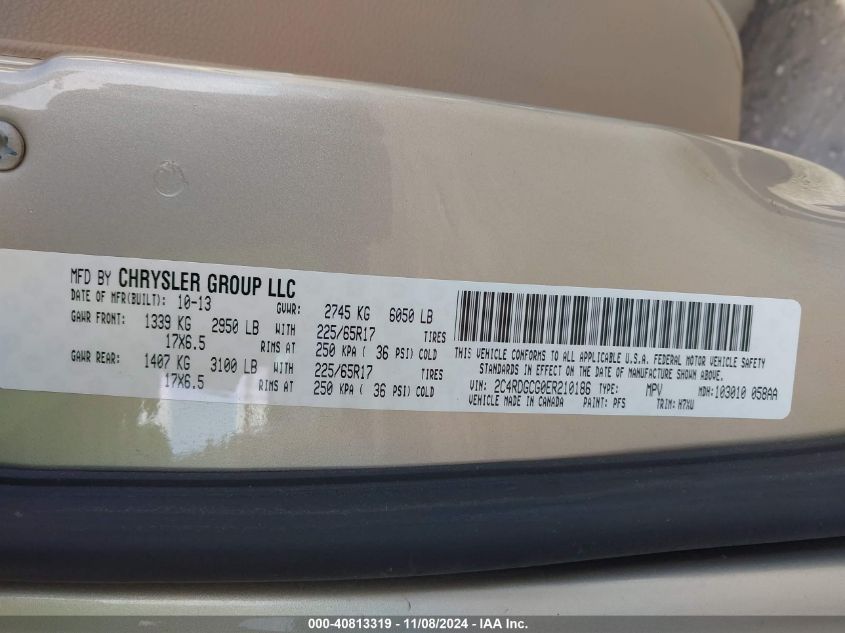 MFD BY CHRYSLER GROUP LLC
DATE OF MFR(BUILT): 10-13 GVWR: 2745 KG 6050 LB
GAWR FRONT: 1339 KG 2950 LB WITH 225/65R17 TIRES
17X6.5 RIMS AT 250 KPA ( 36 PSI) COLD
GAWR REAR: 1407 KG 3100 LB WITH 225/65R17 TIRES
17X6.5 RIMS AT 250 KPA ( 36 PSI) COLD
THIS VEHICLE CONFORMS TO ALL APPLICABLE U.S.A. FEDERAL MOTOR VEHICLE SAFETY
STANDARDS IN EFFECT ON THE DATE OF MANUFACTURE SHOWN ABOVE.
VIN: 2C4RDGCG0ER210186 TYPE: MPV MDH:103010 058AA
VEHICLE MADE IN CANADA PAINT: PFS TRIM: H7XU
000-40813319 - 11/08/2024 - IAA Inc.